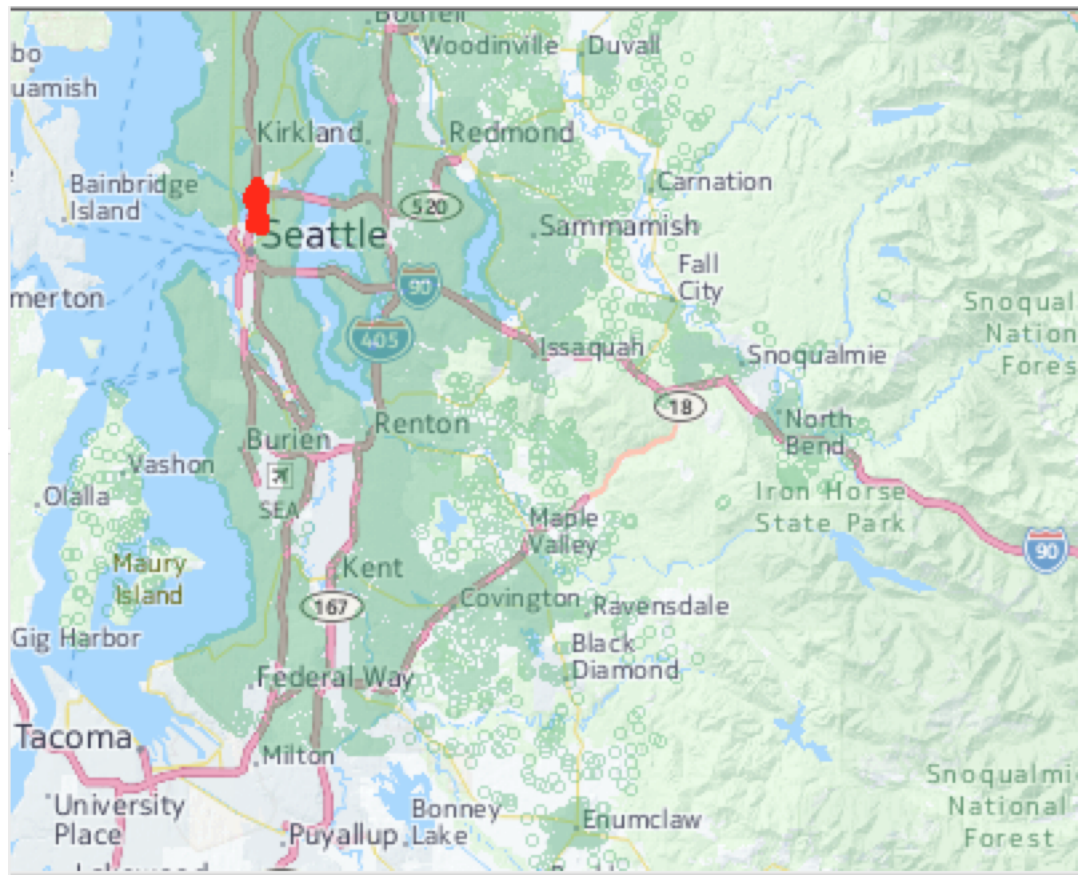 Bothell
Woodinville
Duvall
bo
uamish
Kirkland
Redmond
Bainbridge
Island
Carnation
520
Seattle
Sammamish
Fall
City
90
merton
Snoqual
Nation
Fores
405
Issaquah
Snoqualmie
18
Renton
North
Bend
Burien
Vashon
Olalla
SEA
Iron Horse
State Park
Maple
Valley
90
Maury
Island
Kent
167
Covington
Ravensdale
Gig Harbor
Black
Diamond
Federal Way
Tacoma
Milton
Snoqualmi
National
Forest
University
Place
Bonney
Lake
Puyallup
Enumclaw